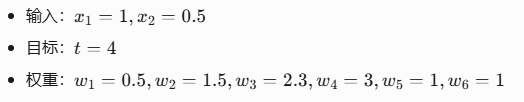 • 输入：x₁ = 1, x₂ = 0.5
• 目标：t = 4
• 权重：w₁ = 0.5, w₂ = 1.5, w₃ = 2.3, w₄ = 3, w₅ = 1, w₆ = 1